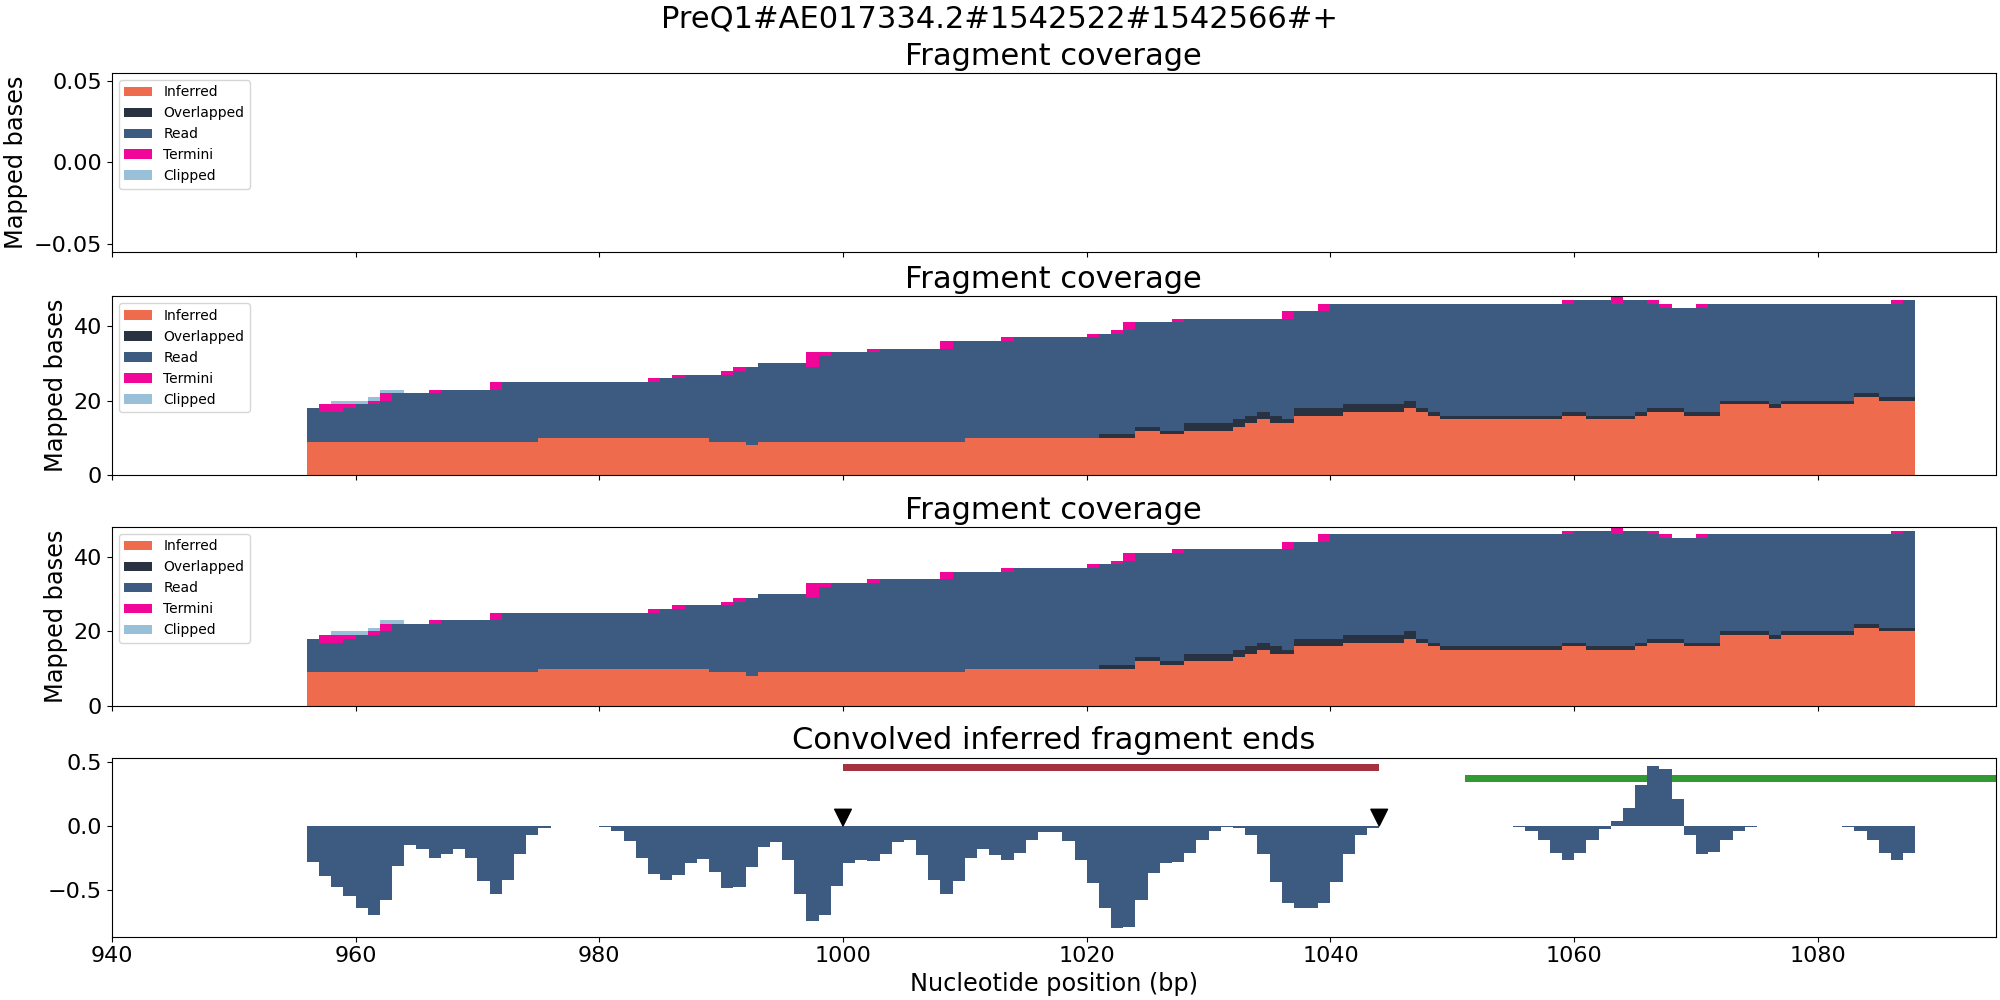 PreQ1#AE017334.2#1542522#1542566#+
Fragment coverage
Mapped bases
0.05
0.00
−0.05
Inferred
Overlapped
Read
Termini
Clipped
Fragment coverage
Mapped bases
40
20
0
Inferred
Overlapped
Read
Termini
Clipped
Fragment coverage
Mapped bases
40
20
0
Inferred
Overlapped
Read
Termini
Clipped
Convolved inferred fragment ends
0.5
0.0
−0.5
940 960 980 1000 1020 1040 1060 1080
Nucleotide position (bp)